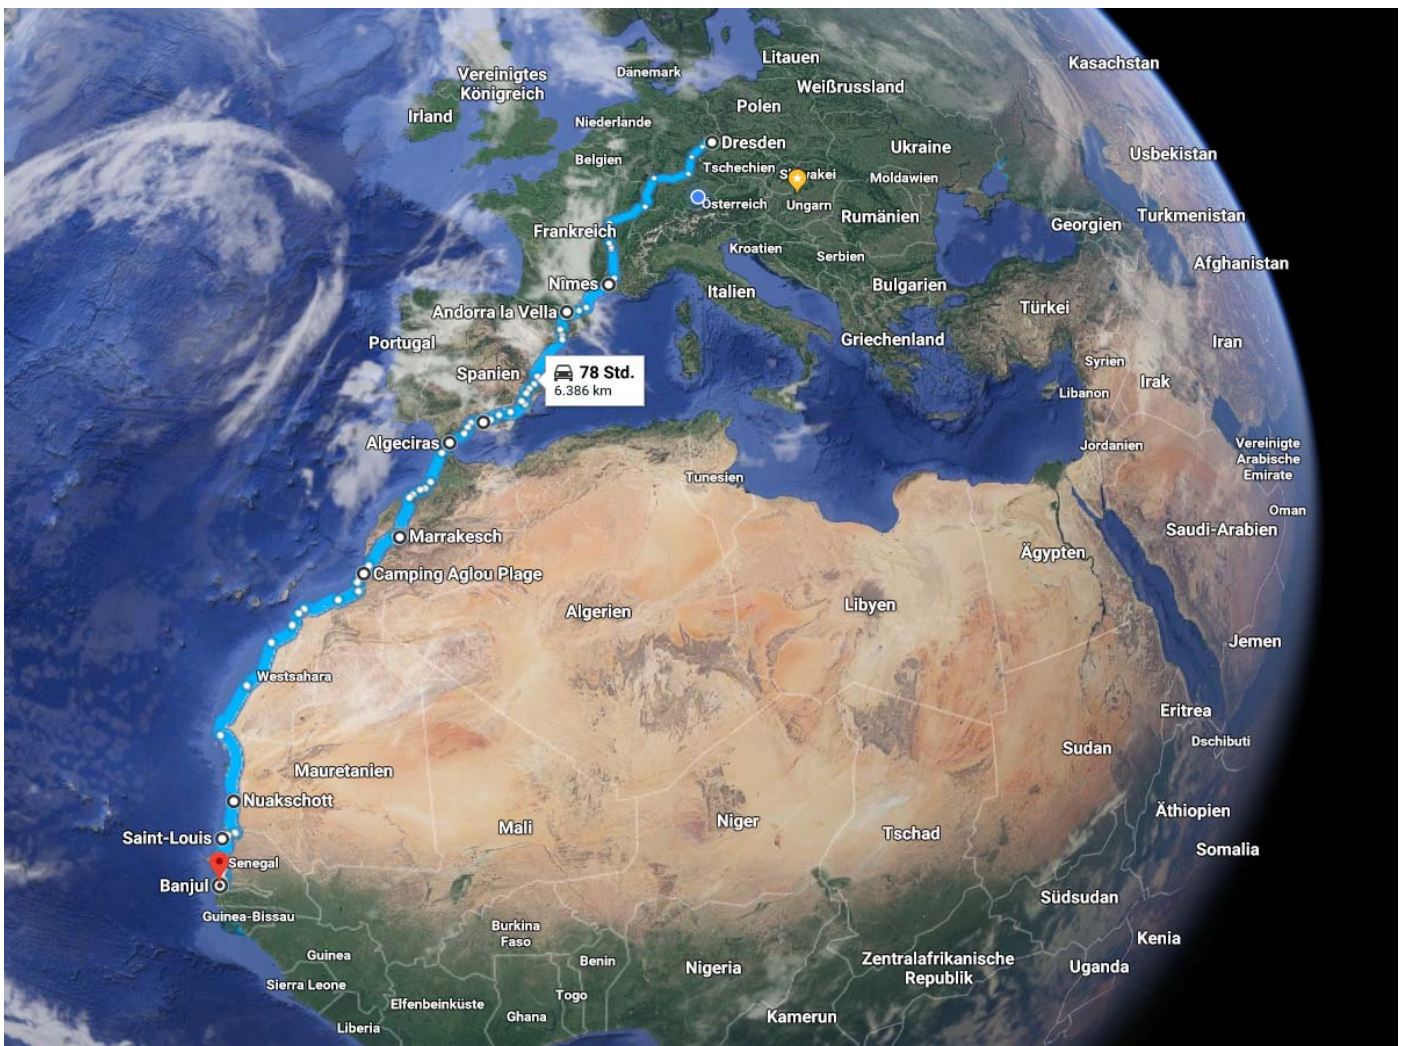 Litauen
Kasachstan
Vereinigtes
Königreich
Dänemark
Weißrussland
Polen
Irland
Niederlande
Dresden
Ukraine
Usbekistan
Belgien
Tschechien
Moldawien
Österreich
Ungarn
Rumänien
Turkmenistan
Georgien
Frankreich
Kroatien
Serbien
Afghanistan
Nîmes
Italien
Bulgarien
Türkei
Andorra la Vella
Portugal
Griechenland
Iran
Syrien
Spanien
78 Std.
6.386 km
Irak
Libanon
Algeciras
Jordanien
Vereinigte
Arabische
Emirate
Tunesien
Oman
Saudi-Arabien
Marrakesch
Ägypten
Camping Aglou Plage
Algerien
Libyen
Jemen
Westsahara
Eritrea
Dschibuti
Sudan
Mauretanien
Nuakschott
Äthiopien
Saint-Louis
Mali
Niger
Tschad
Somalia
Senegal
Banjul
Südsudan
Guinea-Bissau
Burkina
Faso
Kenia
Guinea
Benin
Nigeria
Zentralafrikanische
Republik
Uganda
Sierra Leone
Togo
Elfenbeinküste
Ghana
Kamerun
Liberia